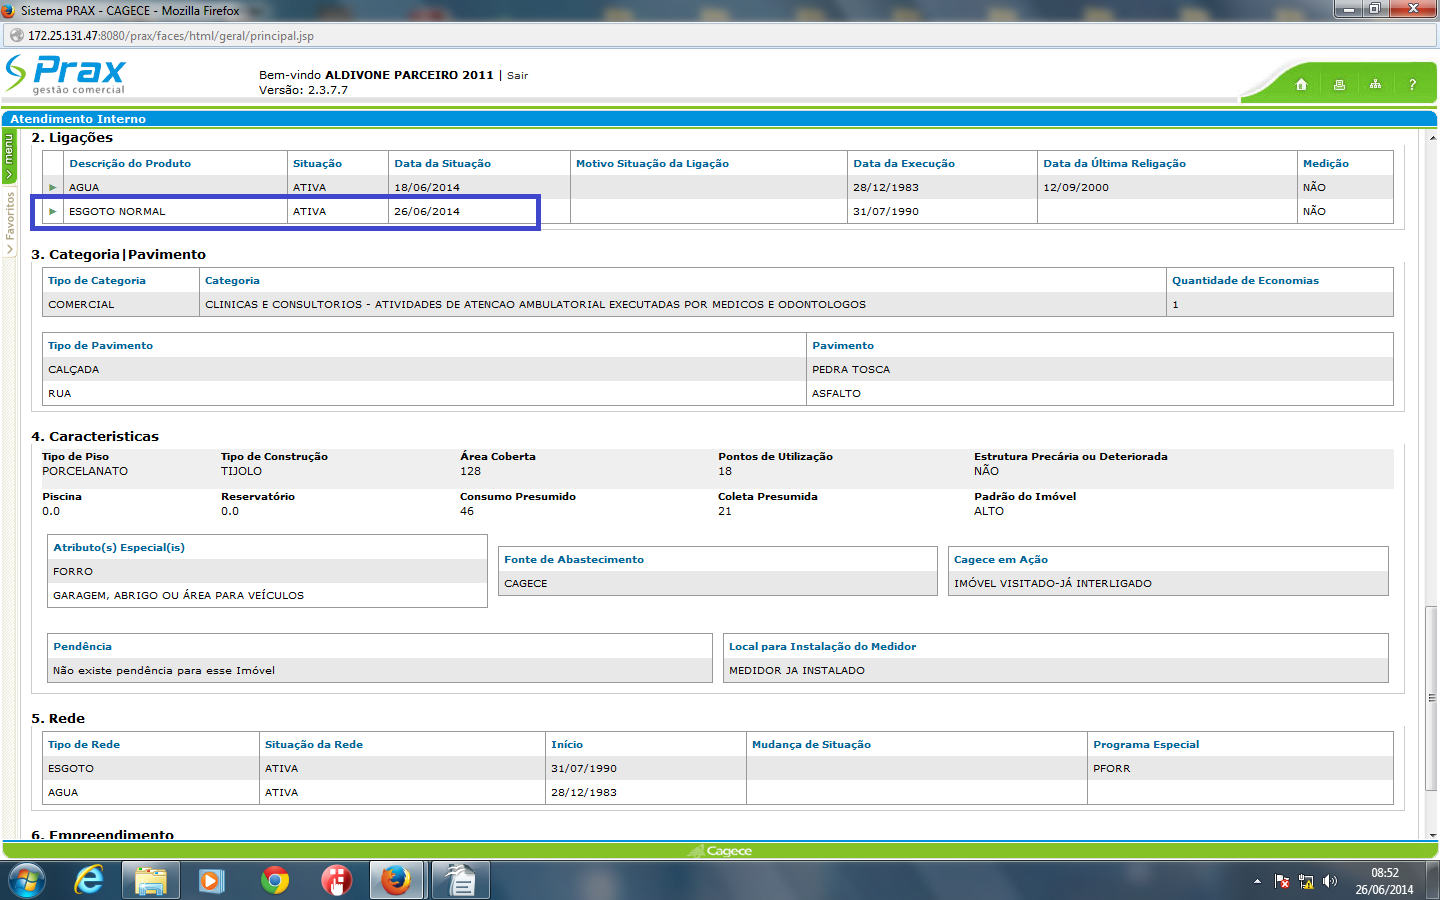 Sistema PRAX - CAGECE - Mozilla Firefox
172.25.131.47:8080/prax/faces/html/geral/principal.jsp
Prax
gestão comercial
Bem-vindo ALDIVONE PARCEIRO 2011 | Sair
Versão: 2.3.7.7
?
Atendimento Interno
menu
Favoritos
2. Ligações
Descrição do Produto Situação Data da Situação Motivo Situação da Ligação Data da Execução Data da Última Religação Medição
AGUA ATIVA 18/06/2014 28/12/1983 12/09/2000 NÃO
ESGOTO NORMAL ATIVA 26/06/2014 31/07/1990 NÃO
3. Categoria|Pavimento
Tipo de Categoria Categoria Quantidade de Economias
COMERCIAL CLINICAS E CONSULTORIOS - ATIVIDADES DE ATENCAO AMBULATORIAL EXECUTADAS POR MEDICOS E ODONTOLOGOS 1
Tipo de Pavimento Pavimento
CALÇADA PEDRA TOSCA
RUA ASFALTO
4. Caracteristicas
Tipo de Piso Tipo de Construção Área Coberta Pontos de Utilização Estrutura Precária ou Deteriorada
PORCELANATO TIJOLO 128 18 NÃO
Piscina Reservatório Consumo Presumido Coleta Presumida Padrão do Imóvel
0.0 0.0 46 21 ALTO
Atributo(s) Especial(is)
FORRO
GARAGEM, ABRIGO OU ÁREA PARA VEÍCULOS
Fonte de Abastecimento
CAGECE
Cagece em Ação
IMÓVEL VISITADO-JÁ INTERLIGADO
Pendência
Não existe pendência para esse Imóvel
Local para Instalação do Medidor
MEDIDOR JA INSTALADO
5. Rede
Tipo de Rede Situação da Rede Início Mudança de Situação Programa Especial
ESGOTO ATIVA 31/07/1990 PFORR
AGUA ATIVA 28/12/1983
6. Empreendimento
Cagece
08:52
26/06/2014